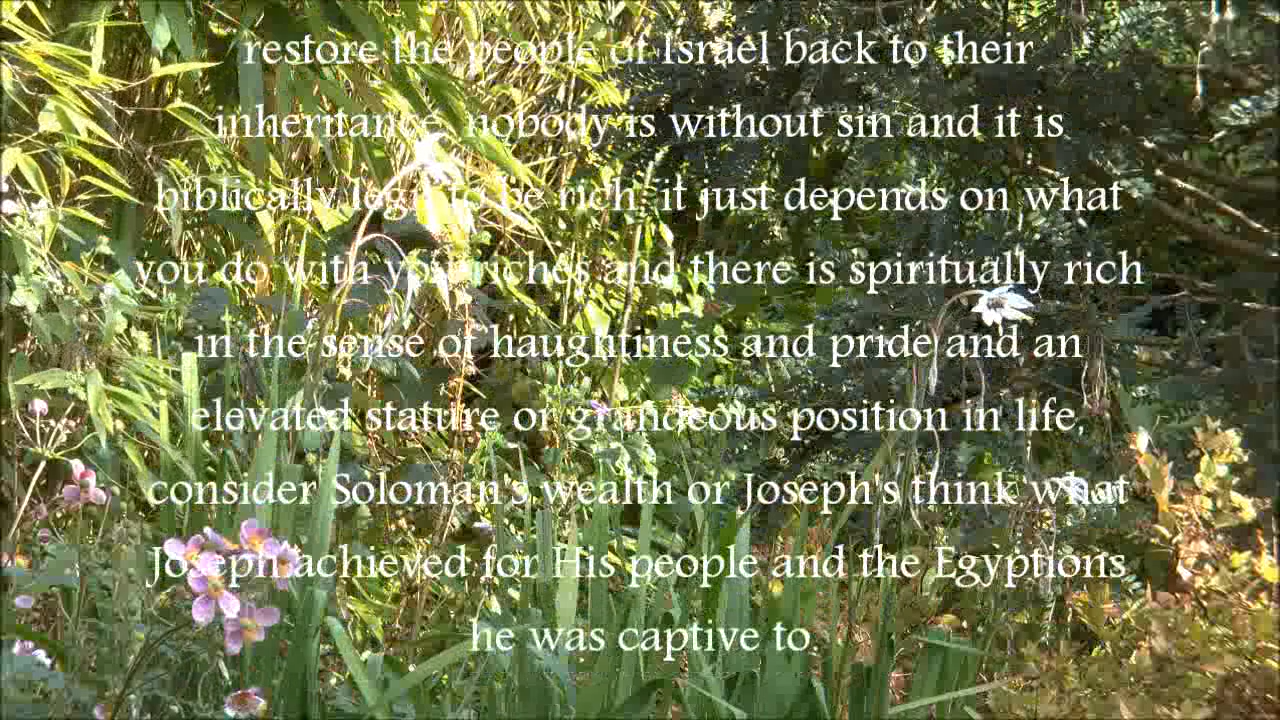 restore the people of Israel back to their
inheritance, nobody is without sin and it is
biblically legit to be rich, it just depends on what
you do with your riches and there is spiritually rich
in the sense of haughtiness and pride and an
elevated stature or grandeous position in life,
consider Soloman's wealth or Joseph's think what
Joseph achieved for His people and the Egyptions
he was captive to.